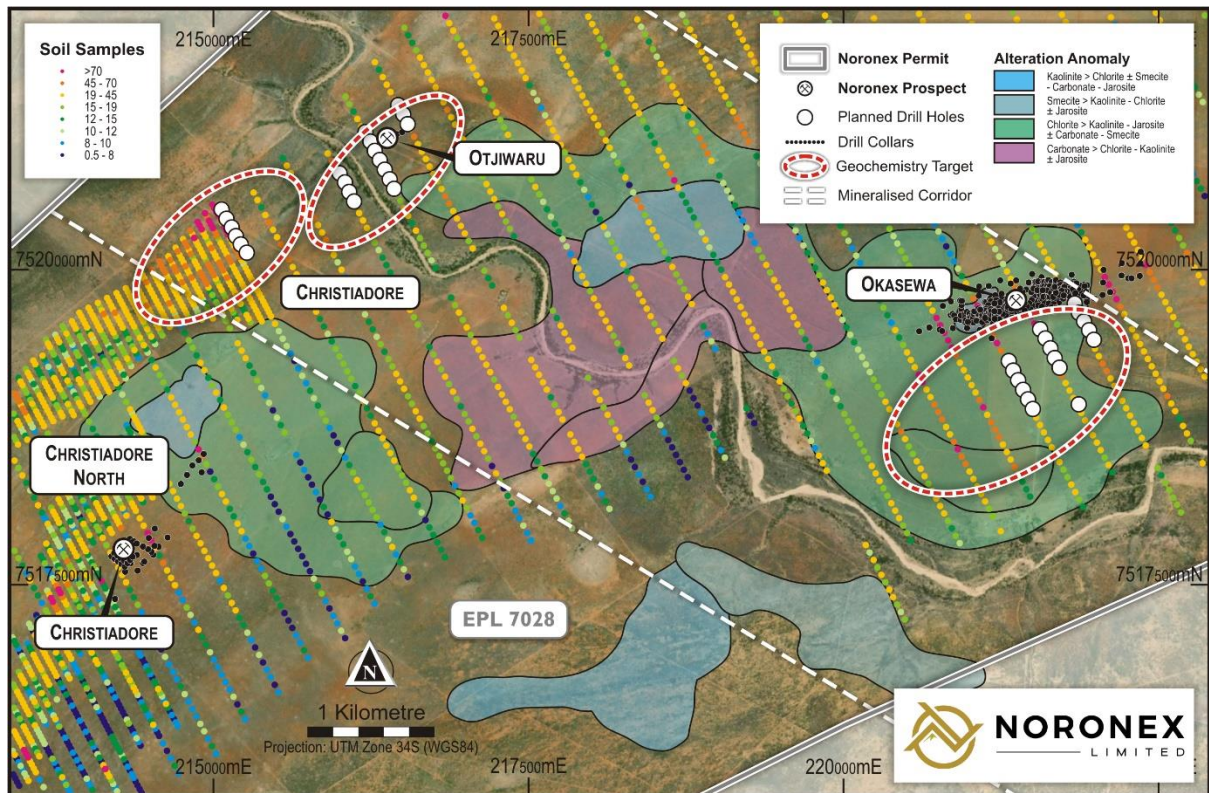 215000mE
217500mE
Soil Samples
>70
45 - 70
19 - 45
15 - 19
12 - 15
10 - 12
8 - 10
0.5 - 8
Noronex Permit
Noronex Prospect
Planned Drill Holes
Drill Collars
Geochemistry Target
Mineralised Corridor
Alteration Anomaly
Kaolinite > Chlorite ± Smecite
- Carbonate - Jarosite
Smecite > Kaolinite - Chlorite
± Jarosite
Chlorite > Kaolinite - Jarosite
± Carbonate - Smecite
Carbonate > Chlorite - Kaolinite
± Jarosite
OTJIWARU
7520000mN
7520000mN
CHRISTIADORE
OKASEWA
CHRISTIADORE
NORTH
7517500mN
7517500mN
CHRISTIADORE
EPL 7028
N
1 Kilometre
Projection: UTM Zone 34S (WGS84)
NORONEX
LIMITED
215000mE
217500mE
220000mE